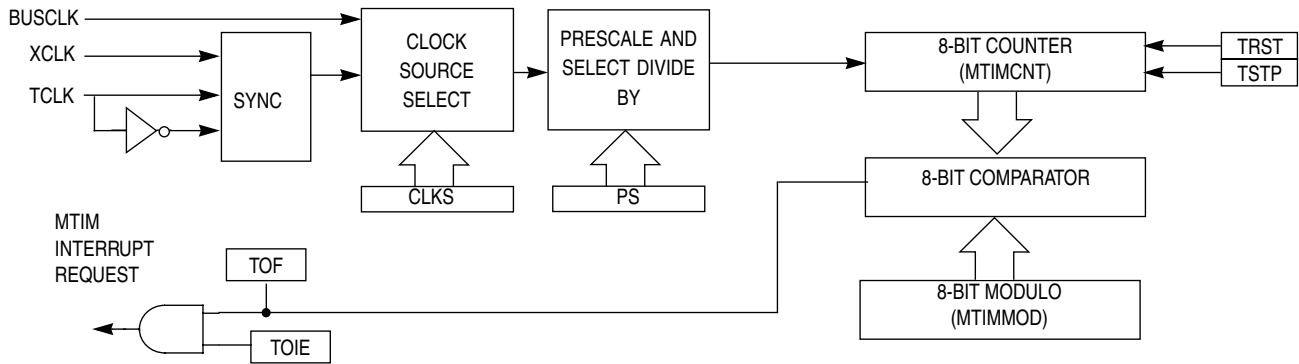 BUSCLK
XCLK
TCLK
SYNC
CLOCK
SOURCE
SELECT
PRESCALE AND
SELECT DIVIDE
BY
8-BIT COUNTER
(MTIMCNT)
TRST
TSTP
CLKS
PS
8-BIT COMPARATOR
MTIM
INTERRUPT
REQUEST
TOF
TOIE
8-BIT MODULO
(MTIMMOD)